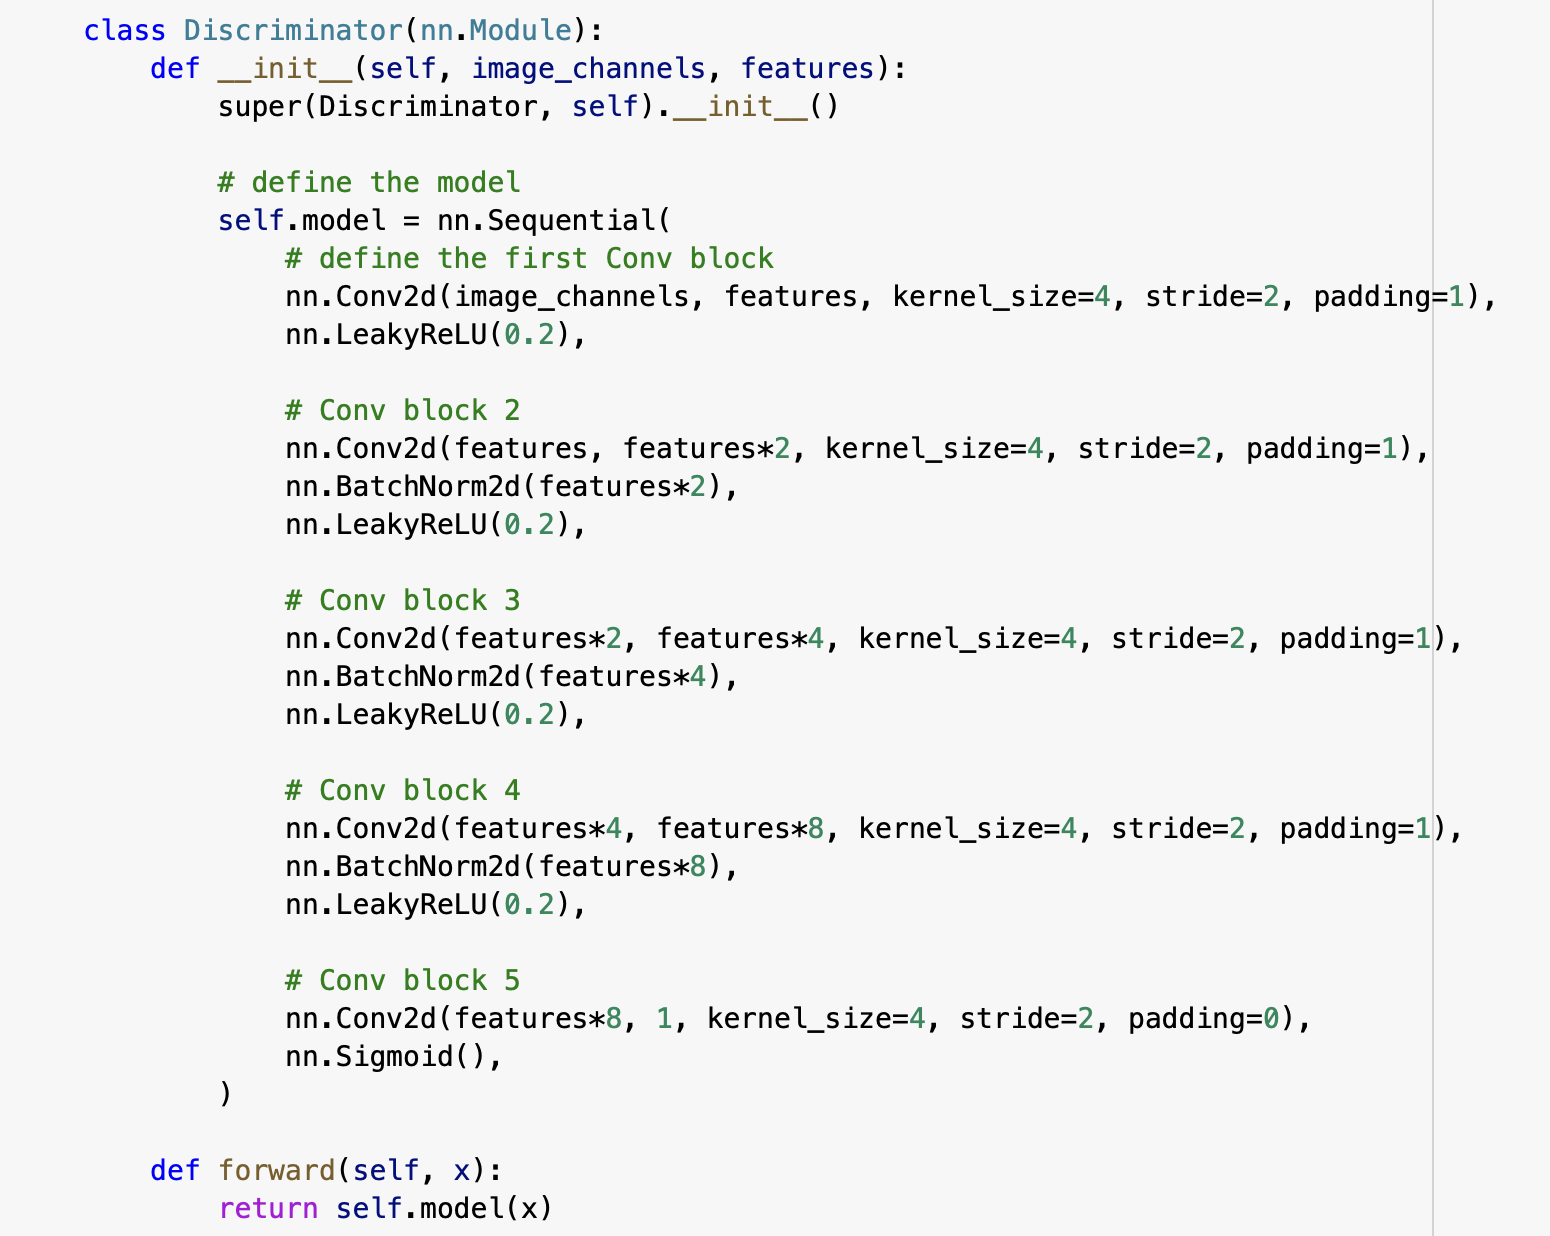 class Discriminator(nn.Module):
    def __init__(self, image_channels, features):
        super(Discriminator, self).__init__()

        # define the model
        self.model = nn.Sequential(
            # define the first Conv block
            nn.Conv2d(image_channels, features, kernel_size=4, stride=2, padding=1),
            nn.LeakyReLU(0.2),

            # Conv block 2
            nn.Conv2d(features, features*2, kernel_size=4, stride=2, padding=1),
            nn.BatchNorm2d(features*2),
            nn.LeakyReLU(0.2),

            # Conv block 3
            nn.Conv2d(features*2, features*4, kernel_size=4, stride=2, padding=1),
            nn.BatchNorm2d(features*4),
            nn.LeakyReLU(0.2),

            # Conv block 4
            nn.Conv2d(features*4, features*8, kernel_size=4, stride=2, padding=1),
            nn.BatchNorm2d(features*8),
            nn.LeakyReLU(0.2),

            # Conv block 5
            nn.Conv2d(features*8, 1, kernel_size=4, stride=2, padding=0),
            nn.Sigmoid(),
        )

    def forward(self, x):
        return self.model(x)